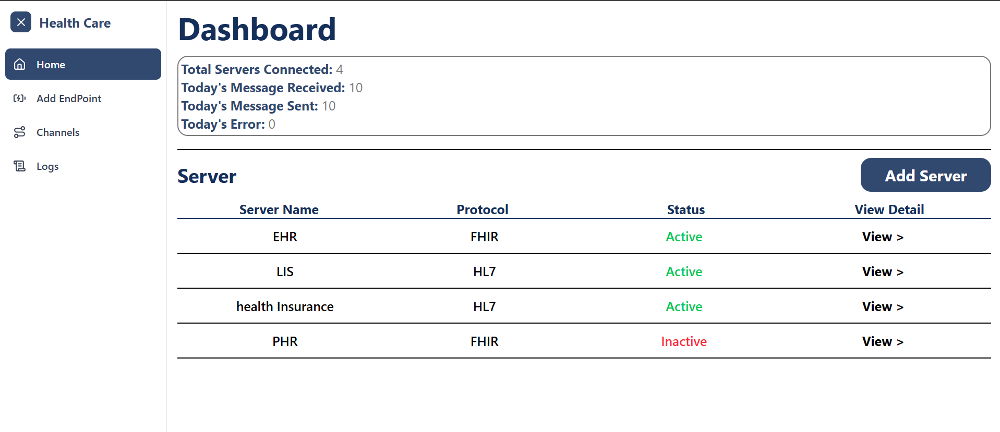 Health Care
Home
Add EndPoint
Channels
Logs
Dashboard
Total Servers Connected: 4
Today's Message Received: 10
Today's Message Sent: 10
Today's Error: 0
Server
Add Server
Server Name Protocol Status View Detail
EHR FHIR Active View >
LIS HL7 Active View >
health Insurance HL7 Active View >
PHR FHIR Inactive View >